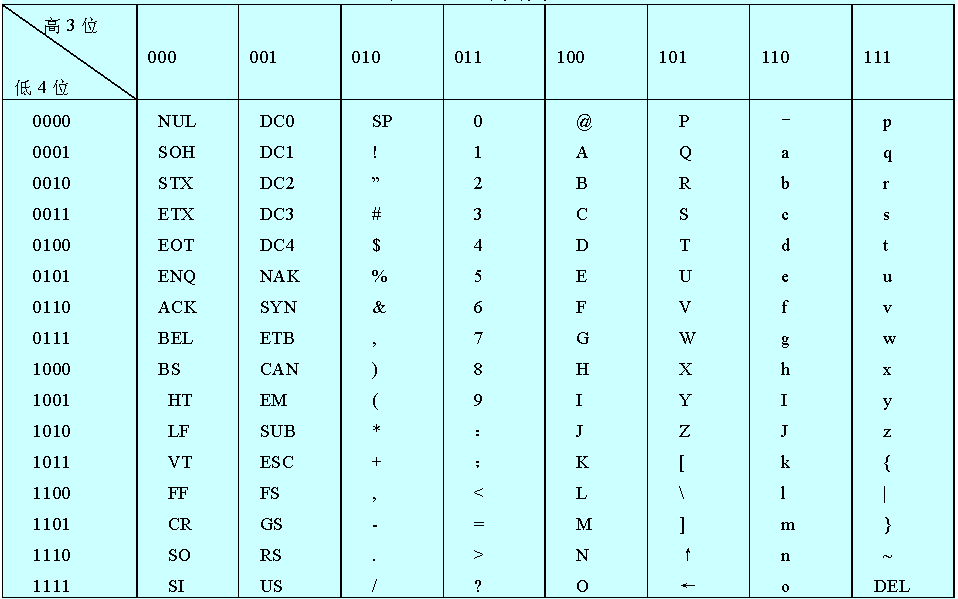 高3位 000 001 010 011 100 101 110 111
低4位
0000 NUL DC0 SP 0 @ P – p
0001 SOH DC1 ! 1 A Q a q
0010 STX DC2 ” 2 B R b r
0011 ETX DC3 # 3 C S c s
0100 EOT DC4 $ 4 D T d t
0101 ENQ NAK % 5 E U e u
0110 ACK SYN & 6 F V f v
0111 BEL ETB , 7 G W g w
1000 BS CAN ) 8 H X h x
1001 HT EM ( 9 I Y I y
1010 LF SUB * : J Z J z
1011 VT ESC + ; K [ k {
1100 FF FS , < L \ l |
1101 CR GS - = M ] m }
1110 SO RS . > N ↑ n ~
1111 SI US / ? O ← o DEL